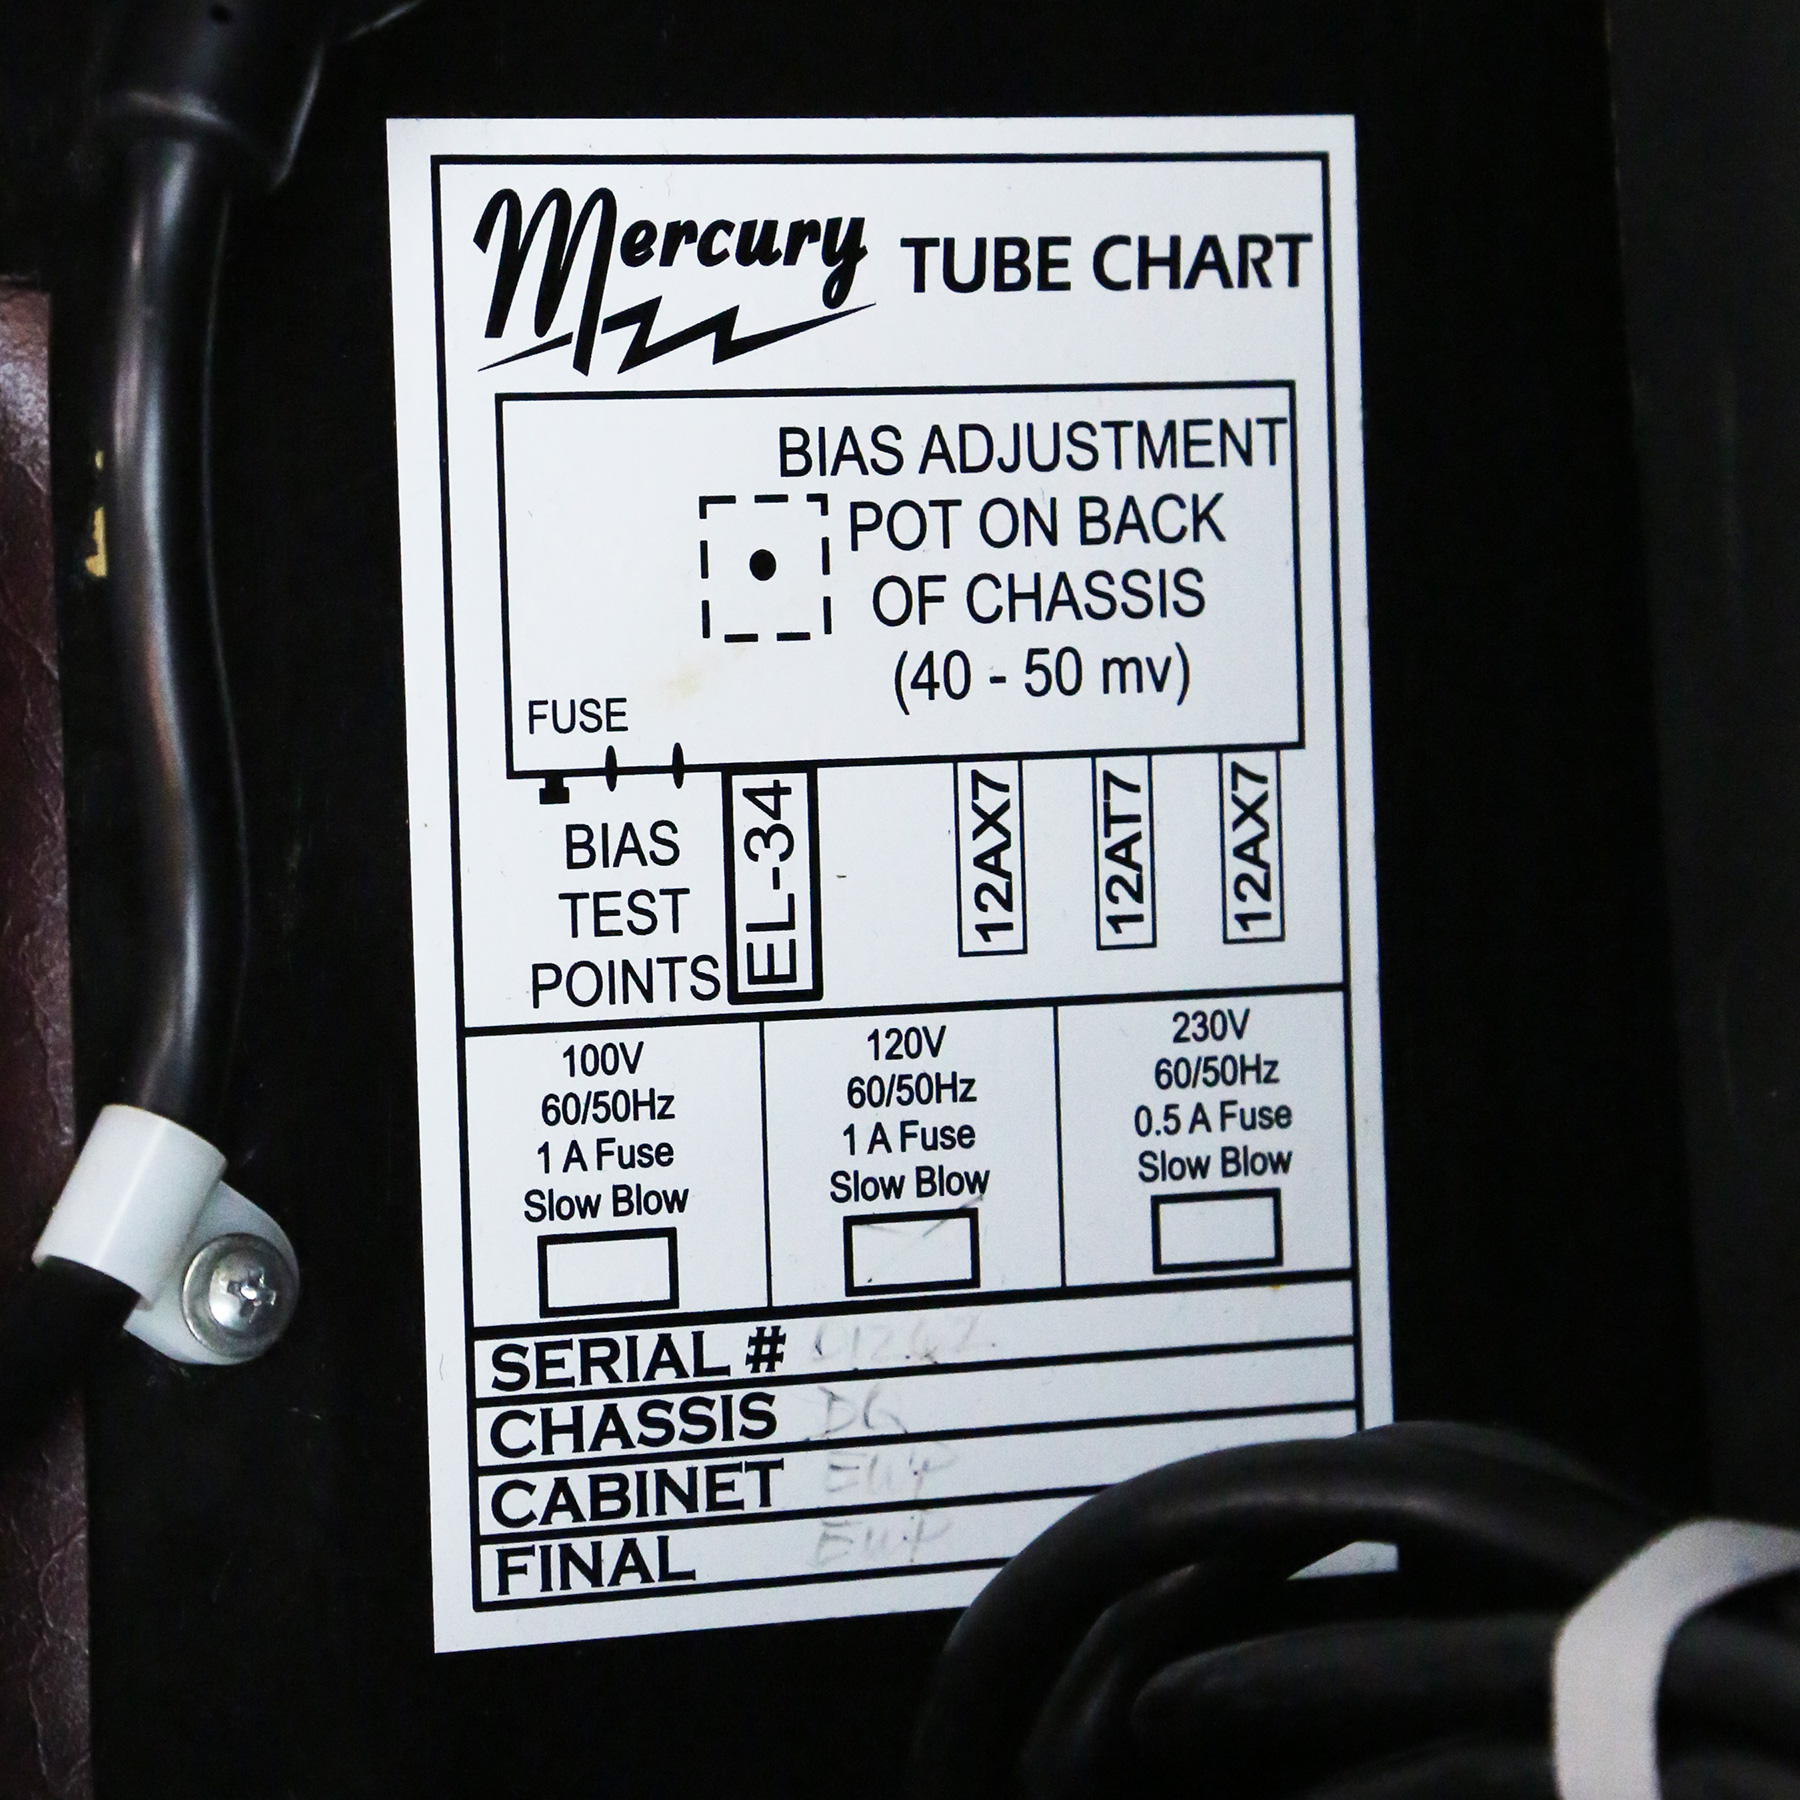 Mercury TUBE CHART
BIAS ADJUSTMENT
POT ON BACK
OF CHASSIS
(40 - 50 mv)
FUSE
BIAS
TEST
POINTS
EL-34
12AX7
12AT7
12AX7
100V
60/50Hz
1 A Fuse
Slow Blow
120V
60/50Hz
1 A Fuse
Slow Blow
230V
60/50Hz
0.5 A Fuse
Slow Blow
SERIAL #
CHASSIS
CABINET
FINAL